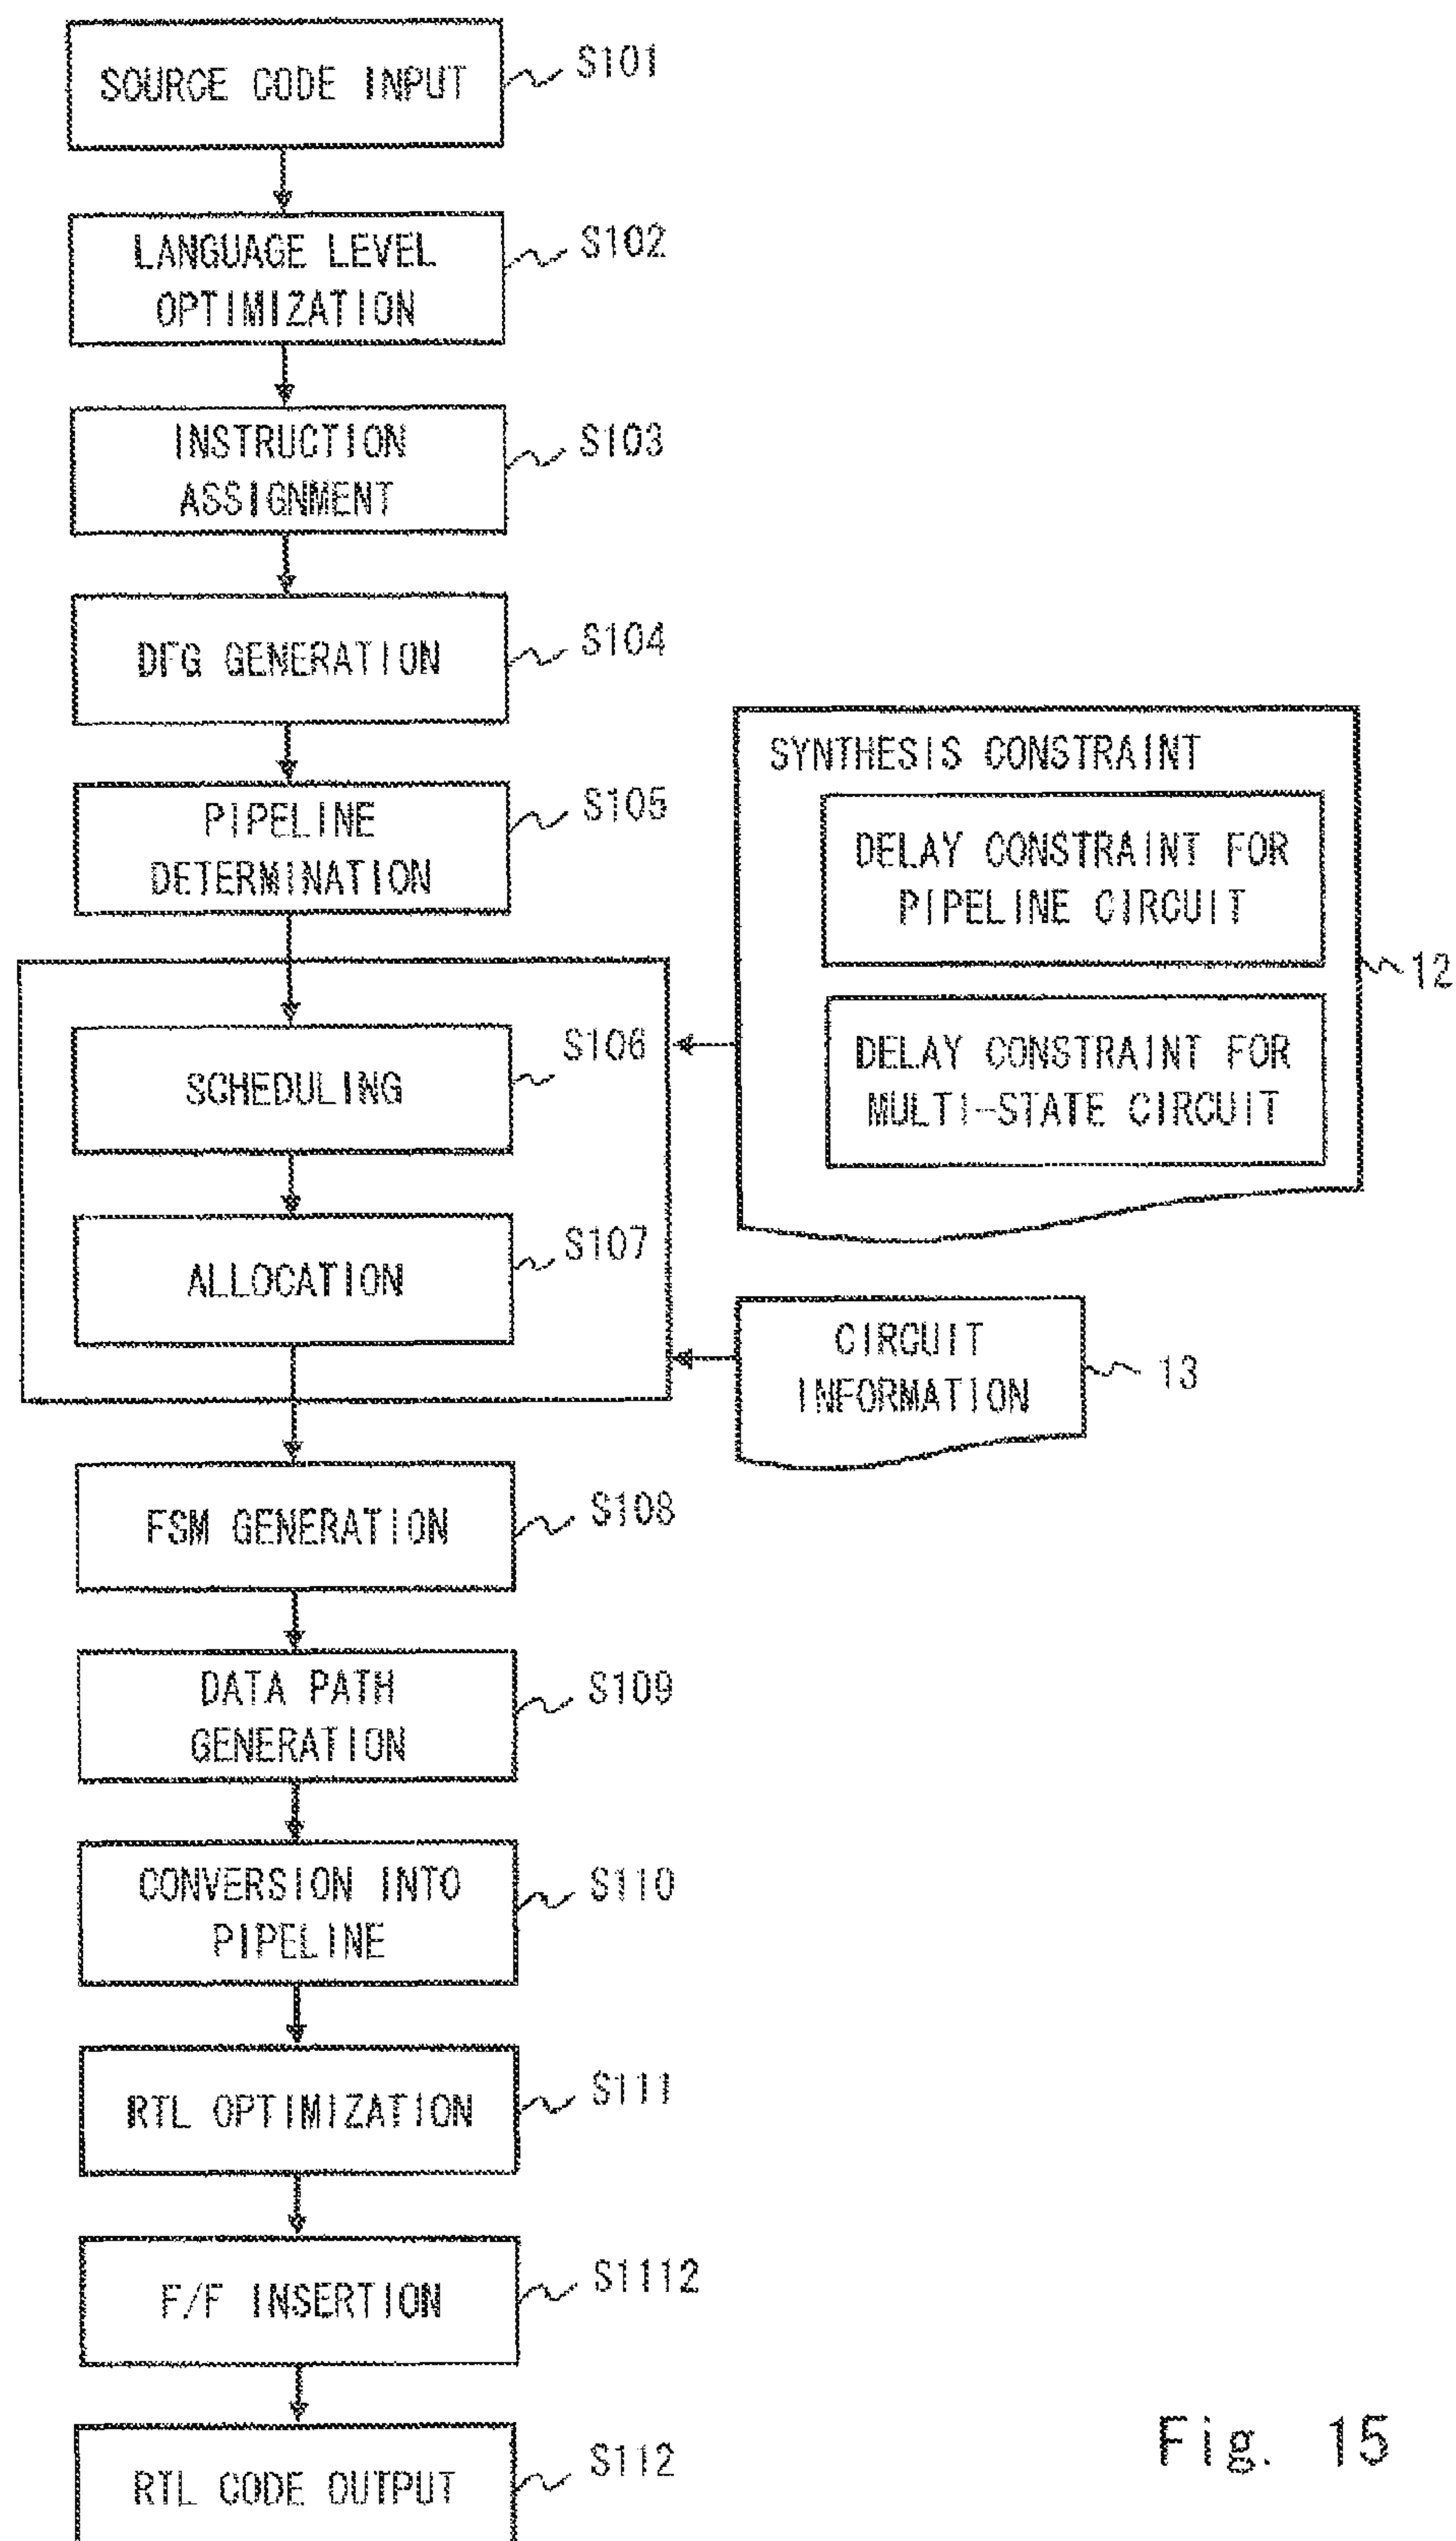 SOURCE CODE INPUT
S101
LANGUAGE LEVEL
OPTIMIZATION
S102
INSTRUCTION
ASSIGNMENT
S103
DFG GENERATION
S104
PIPELINE
DETERMINATION
S105
SCHEDULING
S106
ALLOCATION
S107
SYNTHESIS CONSTRAINT
DELAY CONSTRAINT FOR
PIPELINE CIRCUIT
DELAY CONSTRAINT FOR
MULTI-STATE CIRCUIT
12
CIRCUIT
INFORMATION
13
FSM GENERATION
S108
DATA PATH
GENERATION
S109
CONVERSION INTO
PIPELINE
S110
RTL OPTIMIZATION
S111
F/F INSERTION
S1112
RTL CODE OUTPUT
S112
Fig. 15